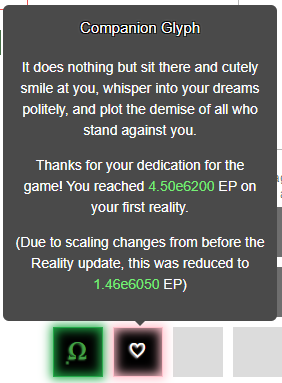 Companion Glyph
It does nothing but sit there and cutely
smile at you, whisper into your dreams
politely, and plot the demise of all who
stand against you.
Thanks for your dedication for the
game! You reached 4.50e6200 EP on
your first reality.
(Due to scaling changes from before the
Reality update, this was reduced to
1.46e6050 EP)
Ω